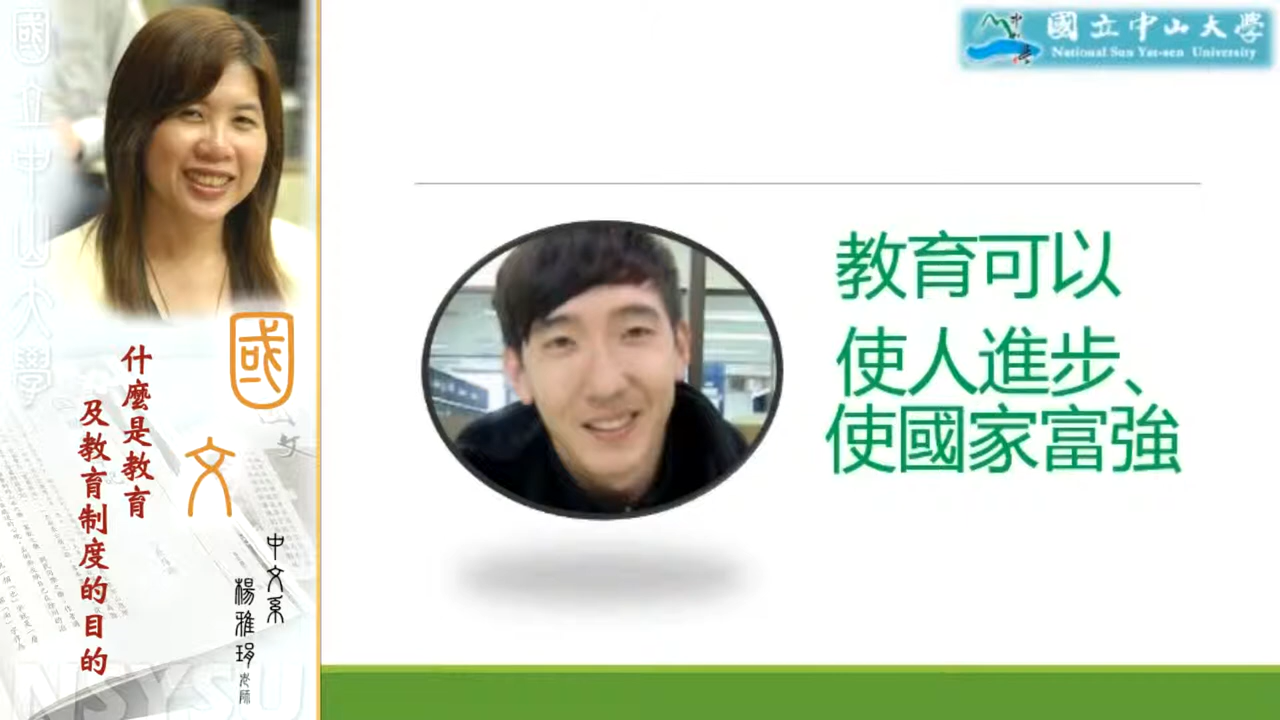 國立中山大學
National Sun Yat-sen University
教育可以
使人進步、
使國家富強
國立中山大學
國文
什麼是教育
及教育制度的目的
中文系
楊雅琄老師
NSYSU